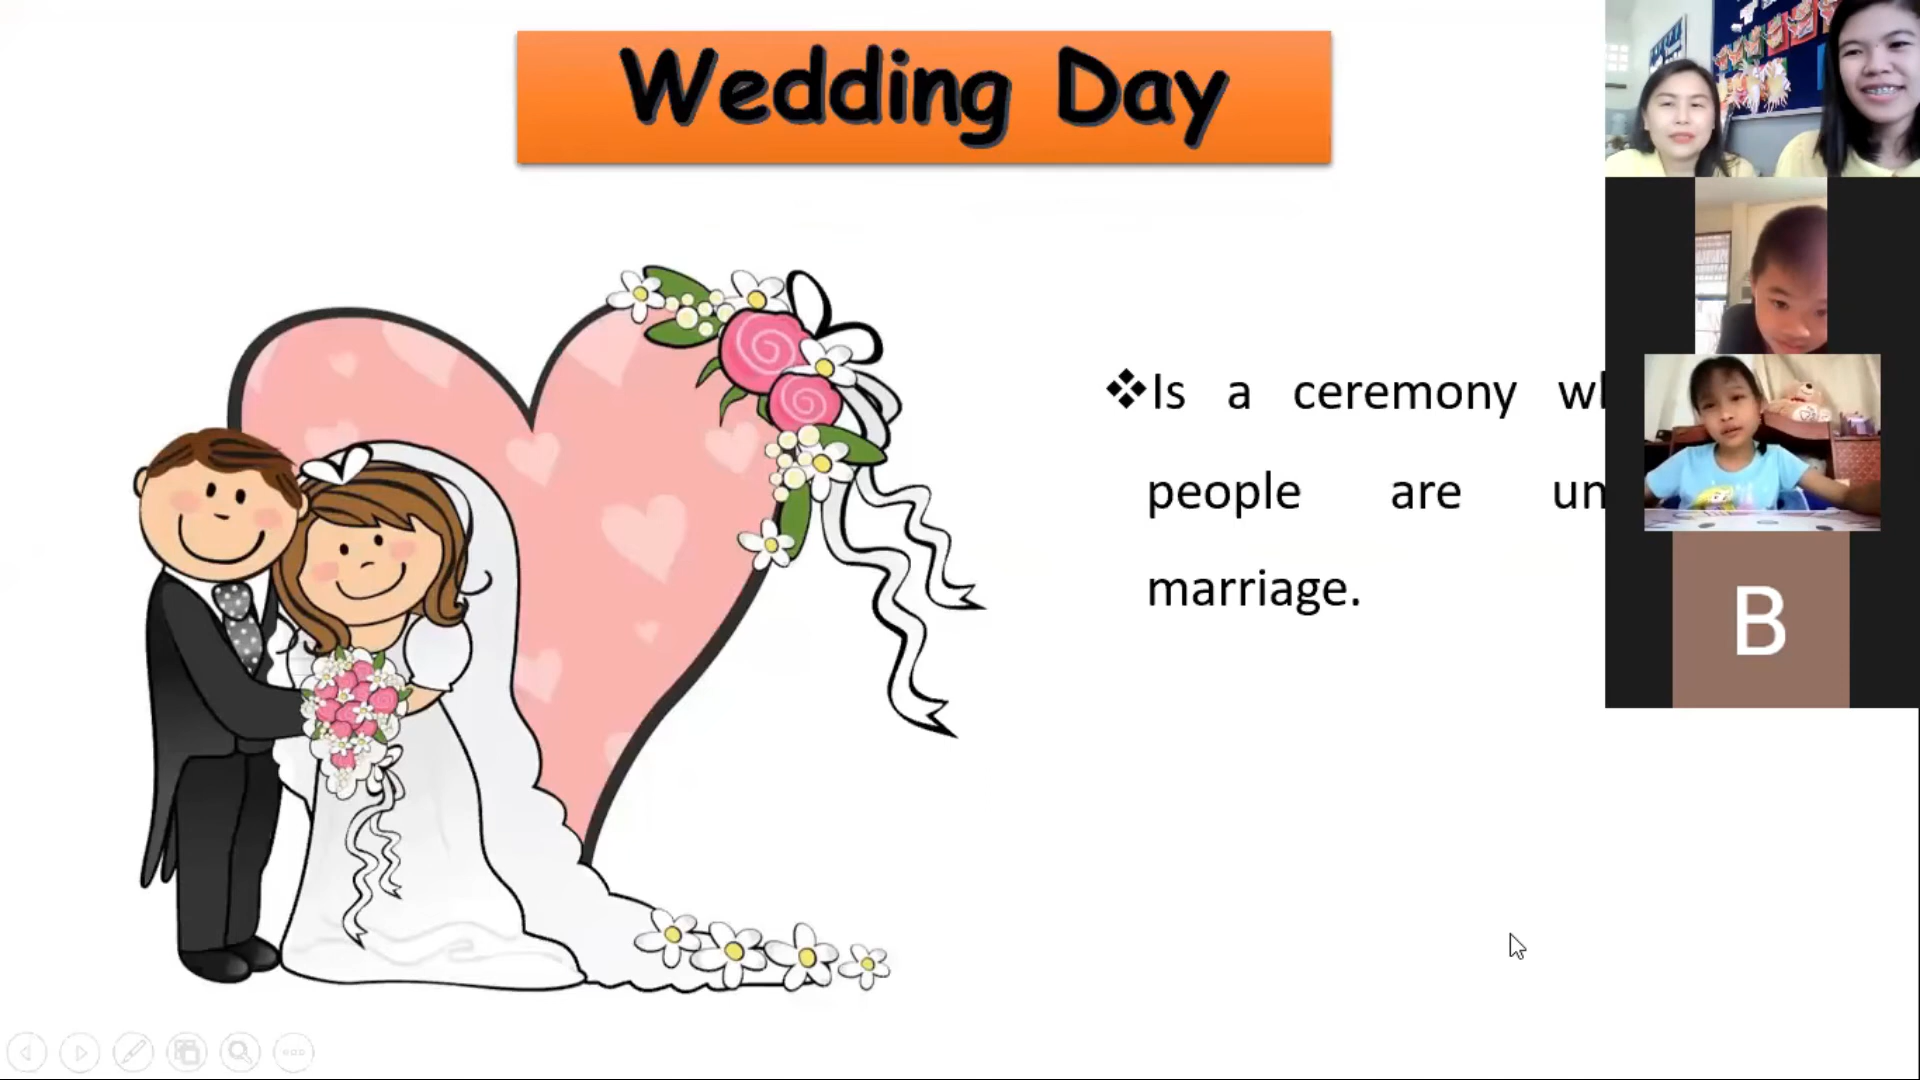 Wedding Day
❖Is a ceremony
people are
marriage.
B